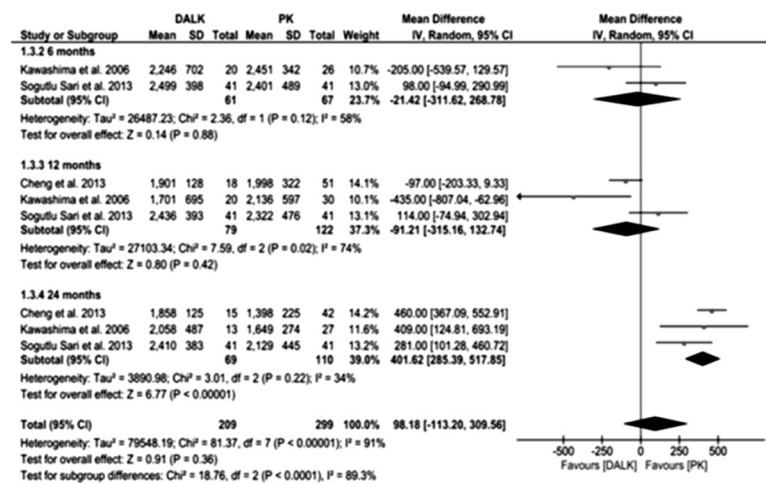 DALK PK Mean Difference Mean Difference
Study or Subgroup Mean SD Total Mean SD Total Weight IV, Random, 95% CI IV, Random, 95% CI
1.3.2 6 months
Kawashima et al. 2006 2,246 702 20 2,451 342 26 10.7% -205.00 [-539.57, 129.57]
Sogutlu Sari et al. 2013 2,499 398 41 2,401 489 41 13.0% 98.00 [-94.99, 290.99]
Subtotal (95% CI) 61 67 23.7% -21.42 [-311.62, 268.78]
Heterogeneity: Tau² = 26487.23; Chi² = 2.36, df = 1 (P = 0.12); I² = 58%
Test for overall effect: Z = 0.14 (P = 0.88)
1.3.3 12 months
Cheng et al. 2013 1,901 128 18 1,998 322 51 14.1% -97.00 [-203.33, 9.33]
Kawashima et al. 2006 1,701 695 20 2,136 597 30 10.1% -435.00 [-807.04, -62.96]
Sogutlu Sari et al. 2013 2,436 393 41 2,322 476 41 13.1% 114.00 [-74.94, 302.94]
Subtotal (95% CI) 79 122 37.3% -91.21 [-315.16, 132.74]
Heterogeneity: Tau² = 27103.34; Chi² = 7.59, df = 2 (P = 0.02); I² = 74%
Test for overall effect: Z = 0.80 (P = 0.42)
1.3.4 24 months
Cheng et al. 2013 1,858 125 15 1,398 225 42 14.2% 460.00 [367.09, 552.91]
Kawashima et al. 2006 2,058 487 13 1,649 274 27 11.6% 409.00 [124.81, 693.19]
Sogutlu Sari et al. 2013 2,410 383 41 2,129 445 41 13.2% 281.00 [101.28, 460.72]
Subtotal (95% CI) 69 110 39.0% 401.62 [285.39, 517.85]
Heterogeneity: Tau² = 3890.98; Chi² = 3.01, df = 2 (P = 0.22); I² = 34%
Test for overall effect: Z = 6.77 (P < 0.00001)
Total (95% CI) 209 299 100.0% 98.18 [-113.20, 309.56]
Heterogeneity: Tau² = 79548.19; Chi² = 81.37, df = 7 (P < 0.00001); I² = 91%
Test for overall effect: Z = 0.91 (P = 0.36)
Test for subgroup differences: Chi² = 18.76, df = 2 (P < 0.0001), I² = 89.3%
-500 -250 0 250 500
Favours [DALK] Favours [PK]